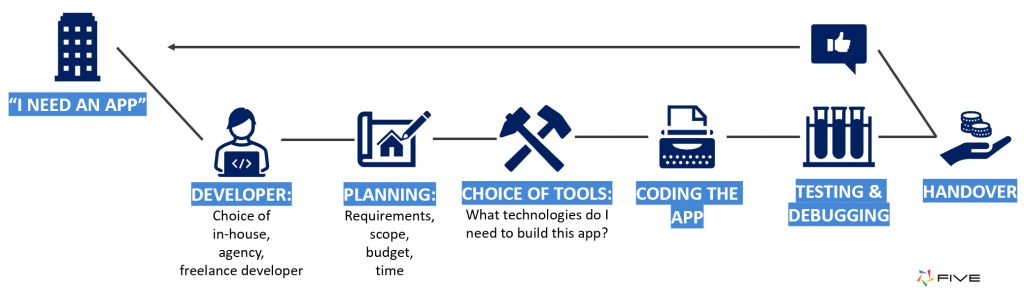 “I NEED AN APP”
</>
DEVELOPER:
Choice of
in-house,
agency,
freelance developer
PLANNING:
Requirements,
scope,
budget,
time
CHOICE OF TOOLS:
What technologies do I
need to build this app?
CODING THE
APP
TESTING &
DEBUGGING
HANDOVER
FIVE